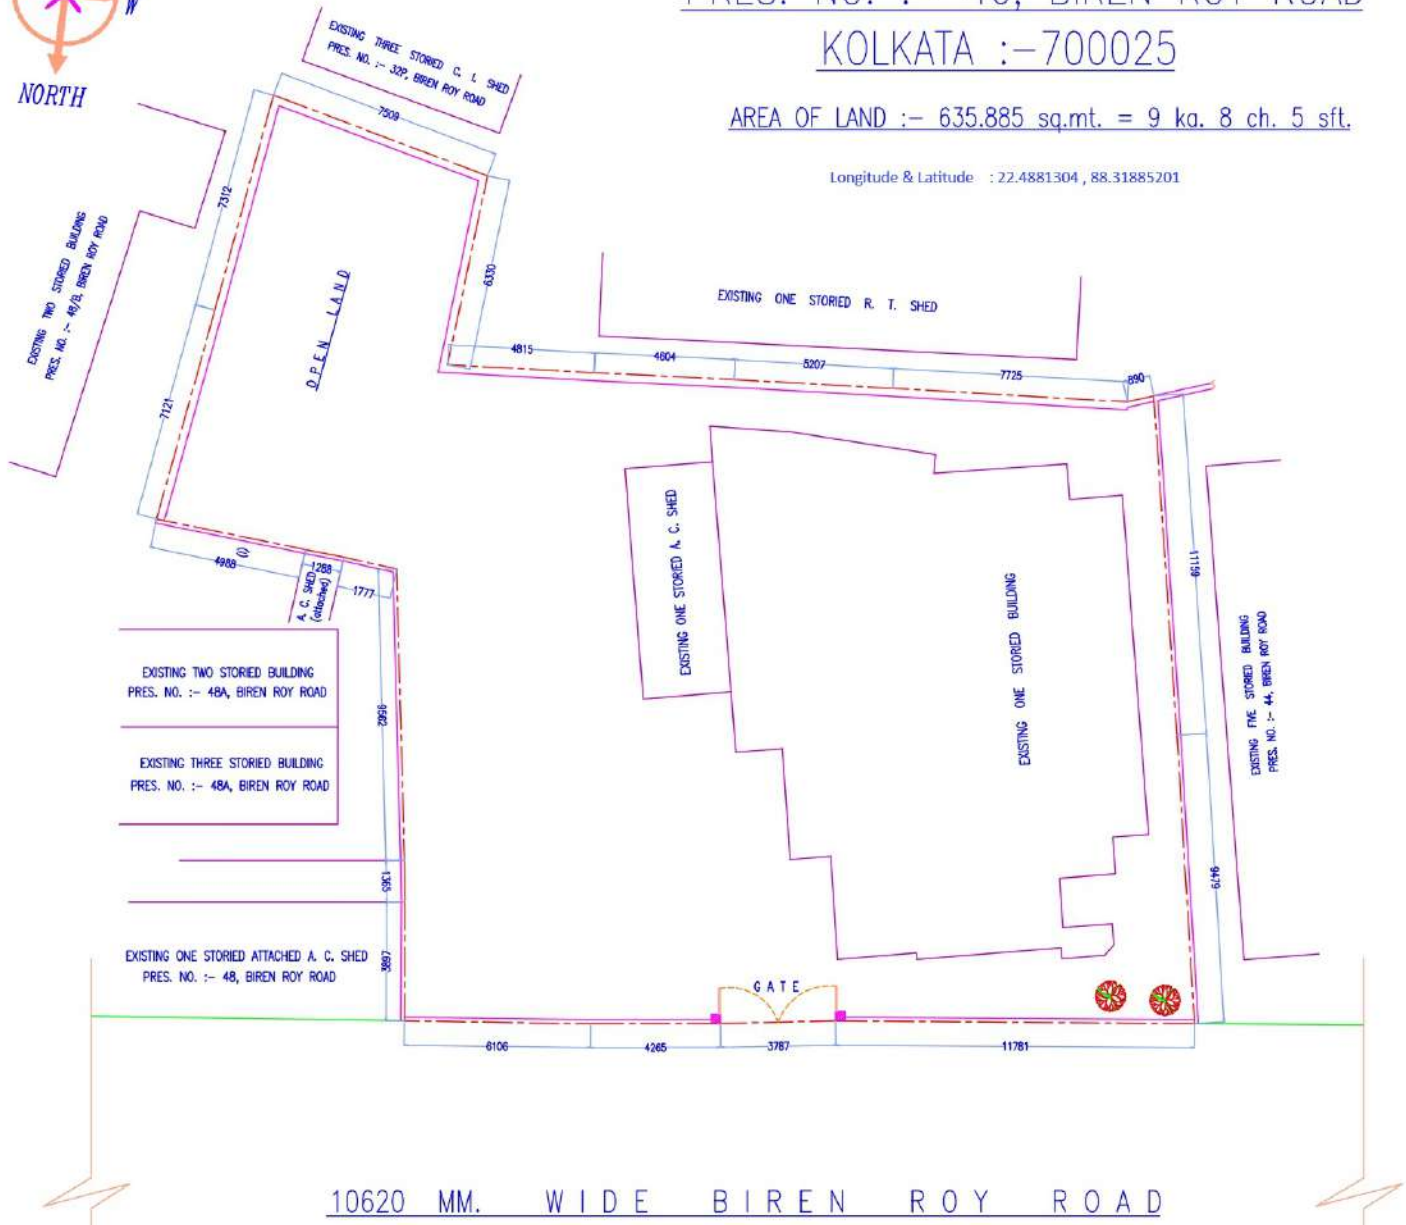 W
NORTH
KOLKATA :-700025
AREA OF LAND :- 635.885 sq.mt. = 9 ka. 8 ch. 5 sft.
Longitude & Latitude : 22.4881304 , 88.31885201
EXISTING THREE STORIED C. I. SHED
PRES. NO. :- 32P, BIREN ROY ROAD
7509
7312
6330
EXISTING TWO STORIED BUILDING
PRES. NO. :- 48/B, BIREN ROY ROAD
OPEN LAND
EXISTING ONE STORIED R. T. SHED
4815
4604
5207
7725
890
7121
EXISTING ONE STORIED A. C. SHED
EXISTING ONE STORIED BUILDING
11159
4988
1288
1777
A. C. SHED
(attached)
EXISTING FIVE STORIED BUILDING
PRES. NO. :- 44, BIREN ROY ROAD
EXISTING TWO STORIED BUILDING
PRES. NO. :- 48A, BIREN ROY ROAD
9562
EXISTING THREE STORIED BUILDING
PRES. NO. :- 48A, BIREN ROY ROAD
1365
9479
EXISTING ONE STORIED ATTACHED A. C. SHED
PRES. NO. :- 48, BIREN ROY ROAD
3897
GATE
6106
4265
3787
11781
10620 MM. WIDE BIREN ROY ROAD